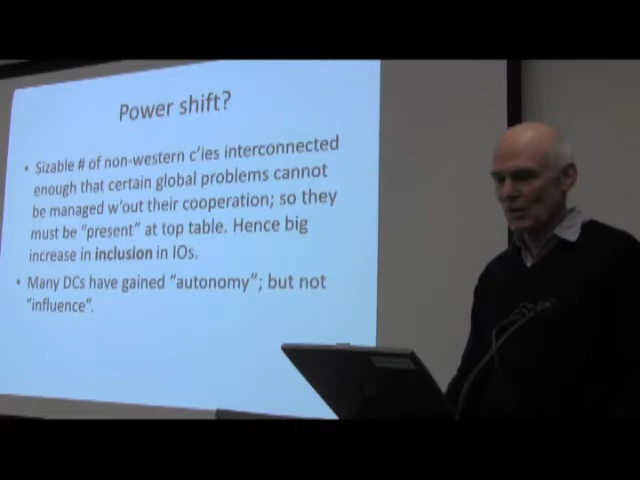 Power shift?
• Sizable # of non-western c'ies interconnected
enough that certain global problems cannot
be managed w'out their cooperation; so they
must be "present" at top table. Hence big
increase in inclusion in IOs.
• Many DCs have gained "autonomy"; but not
"influence".